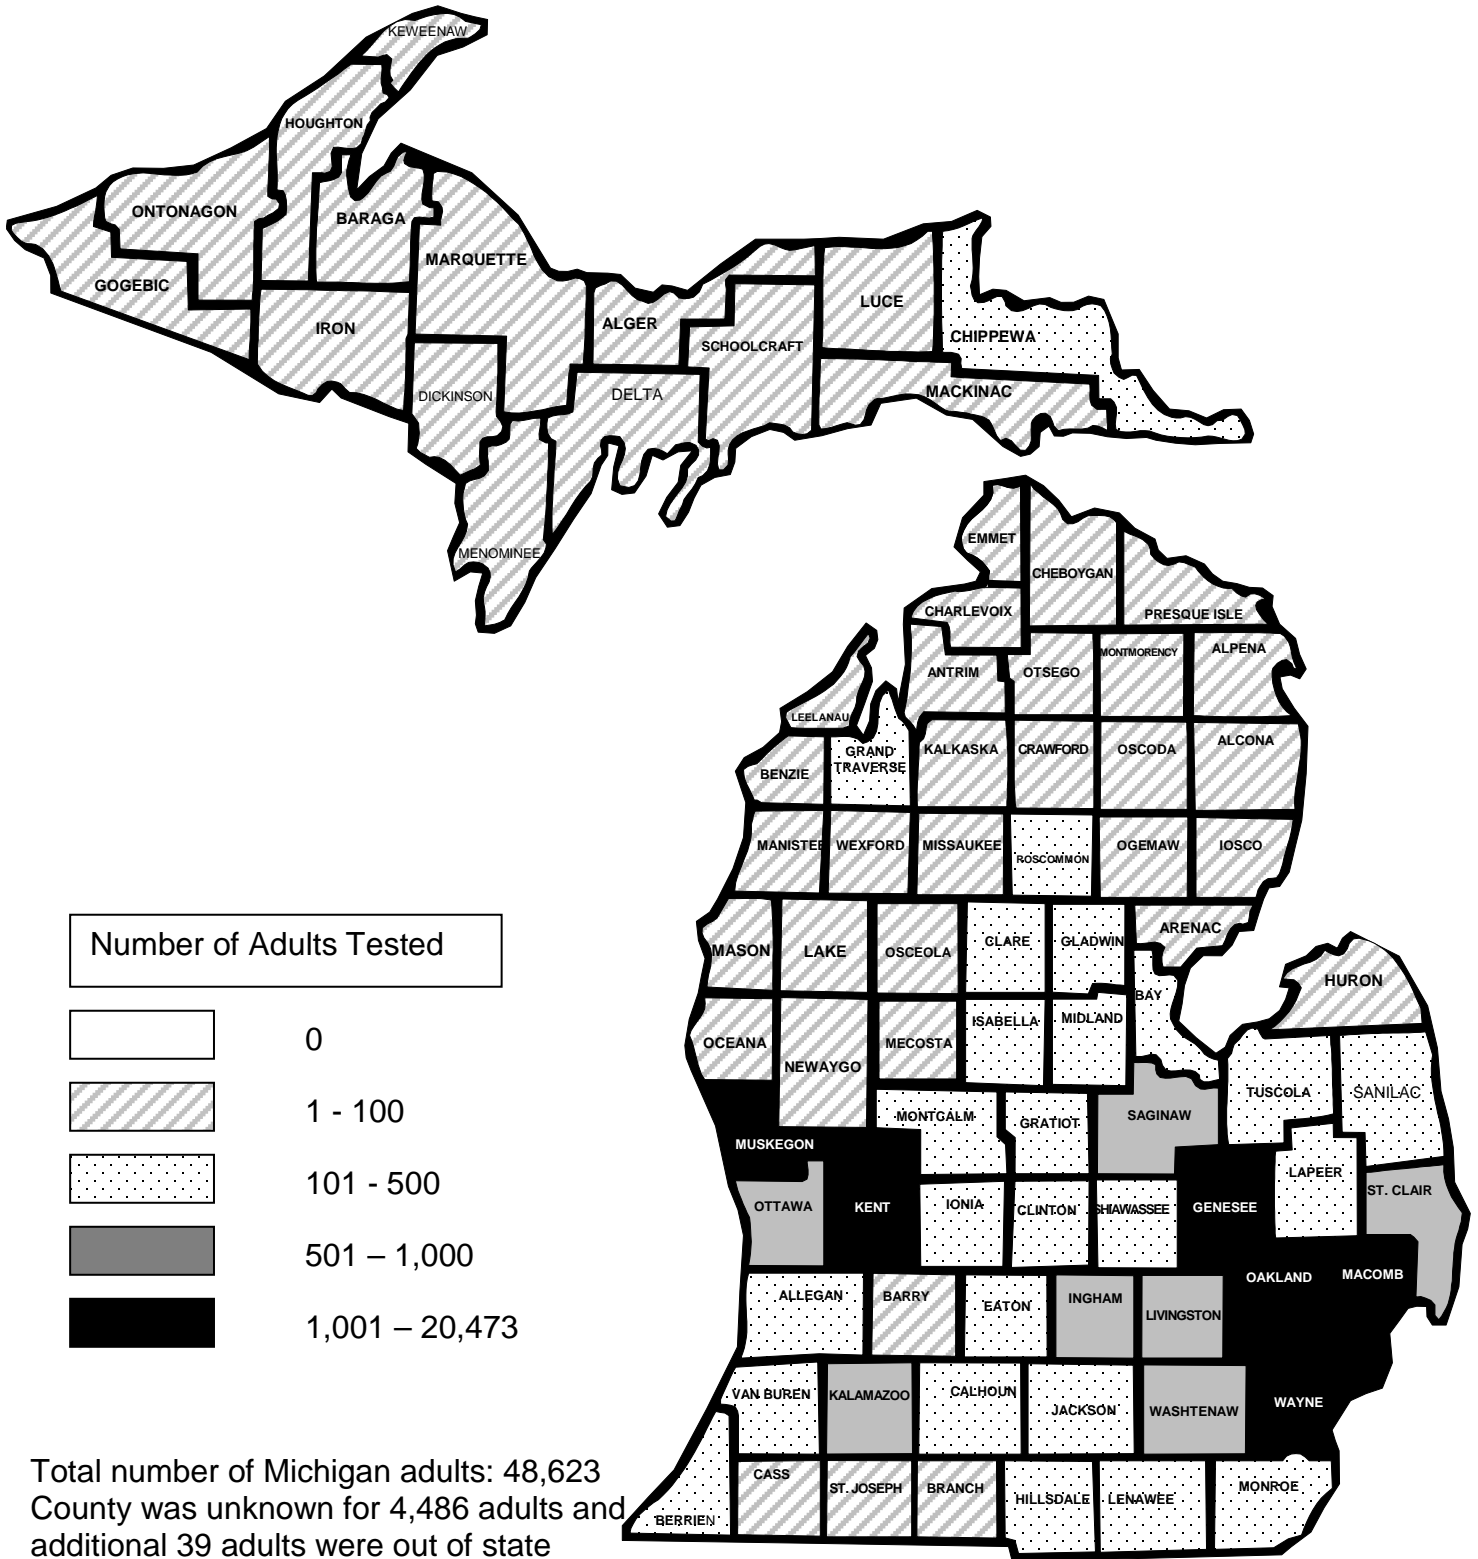 KEWEENAW
HOUGHTON
ONTONAGON
BARAGA
GOGEBIC
MARQUETTE
IRON
ALGER
LUCE
SCHOOLCRAFT
CHIPPEWA
DICKINSON
DELTA
MACKINAC
MENOMINEE
EMMET
CHEBOYGAN
CHARLEVOIX
PRESQUE ISLE
ANTRIM
OTSEGO
MONTMORENCY
ALPENA
LEELANAU
BENZIE
GRAND
TRAVERSE
KALKASKA
CRAWFORD
OSCODA
ALCONA
MANISTEE
WEXFORD
MISSAUKEE
ROSCOMMON
OGEMAW
IOSCO
MASON
LAKE
OSCEOLA
CLARE
GLADWIN
ARENAC
HURON
BAY
OCEANA
NEWAYGO
MECOSTA
ISABELLA
MIDLAND
TUSCOLA
SANILAC
MUSKEGON
MONTCALM
GRATIOT
SAGINAW
LAPEER
ST. CLAIR
OTTAWA
KENT
IONIA
CLINTON
SHIAWASSEE
GENESEE
OAKLAND
MACOMB
ALLEGAN
BARRY
EATON
INGHAM
LIVINGSTON
VAN BUREN
KALAMAZOO
CALHOUN
JACKSON
WASHTENAW
WAYNE
BERRIEN
CASS
ST. JOSEPH
BRANCH
HILLSDALE
LENAWEE
MONROE
Number of Adults Tested
0
1 - 100
101 - 500
501 – 1,000
1,001 – 20,473
Total number of Michigan adults: 48,623
County was unknown for 4,486 adults and
additional 39 adults were out of state